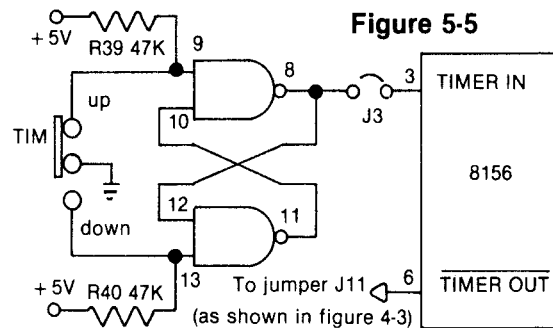 Figure 5-5
+ 5V
R39 47K
9
8
3
TIMER IN
J3
up
10
TIM
8156
12
11
down
13
+ 5V
R40 47K
To jumper J11
(as shown in figure 4-3)
6
TIMER OUT